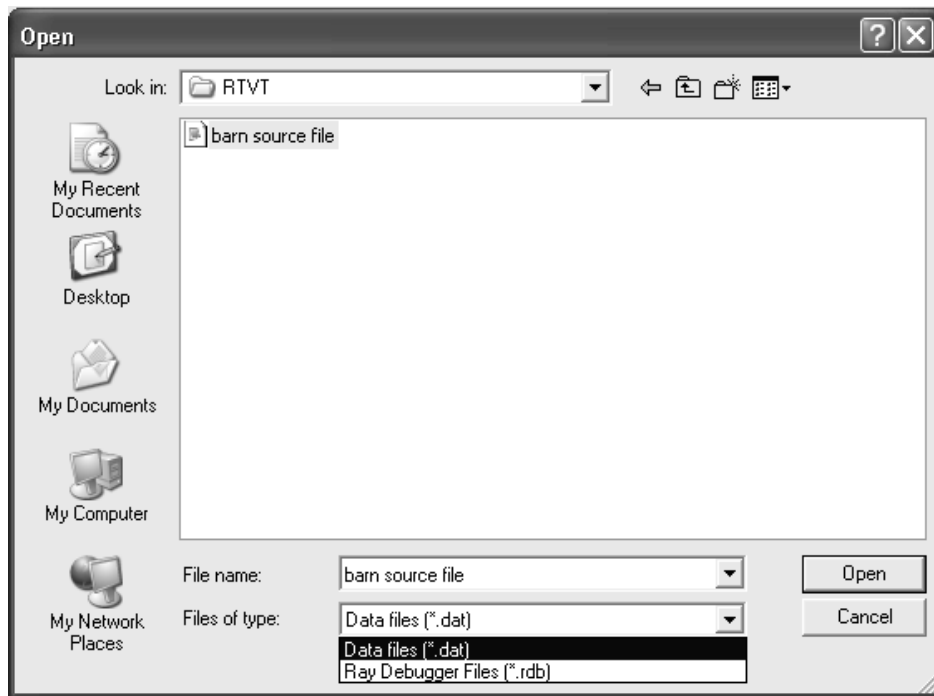 Open
Look in: RTVT
barn source file
My Recent
Documents
Desktop
My Documents
My Computer
My Network
Places
File name: barn source file Open
Files of type: Data files (*.dat) Cancel
Data files (*.dat)
Ray Debugger Files (*.rdb)